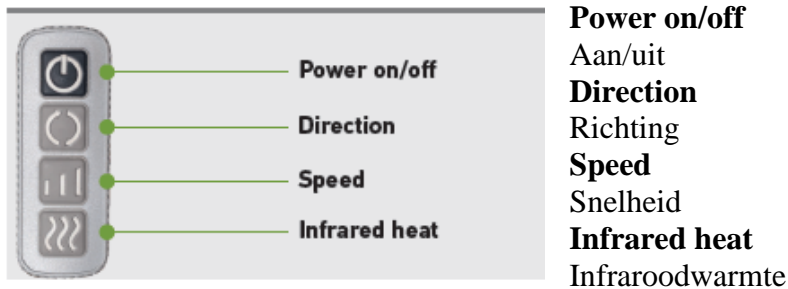 Power on/off
Direction
Speed
Infrared heat
Power on/off
Aan/uit
Direction
Richting
Speed
Snelheid
Infrared heat
Infraroodwarmte